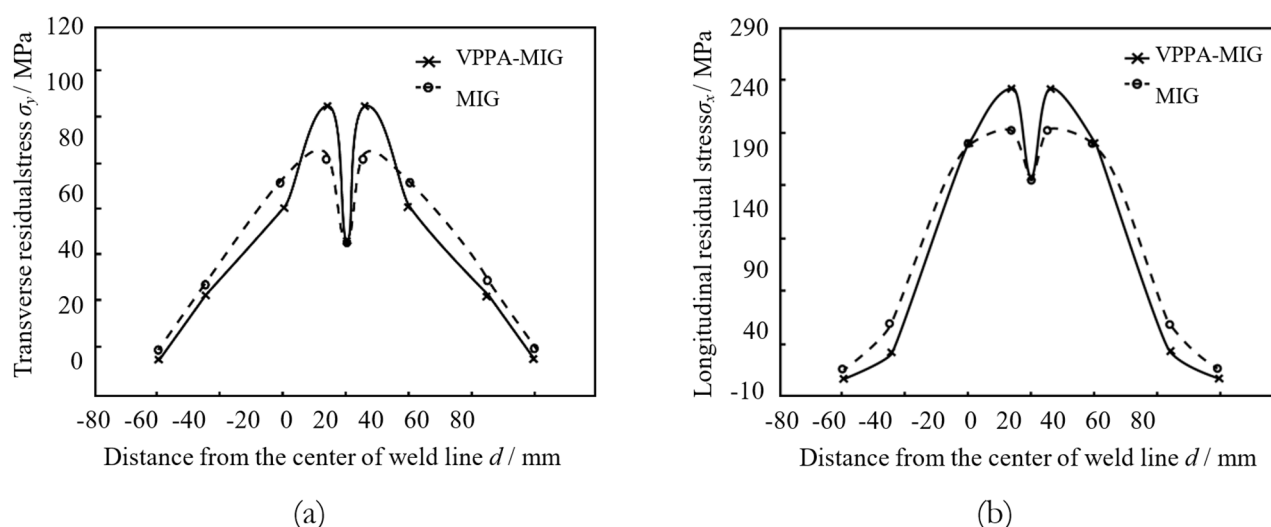 120
100
80
60
40
20
0
Transverse residualstress σy / MPa
VPPA-MIG
MIG
-80 -60 -40 -20 0 20 40 60 80
Distance from the center of weld line d / mm
(a)
290
240
190
140
90
40
-10
Longitudinal residual stressσx / MPa
VPPA-MIG
MIG
-80 -60 -40 -20 0 20 40 60 80
Distance from the center of weld line d / mm
(b)